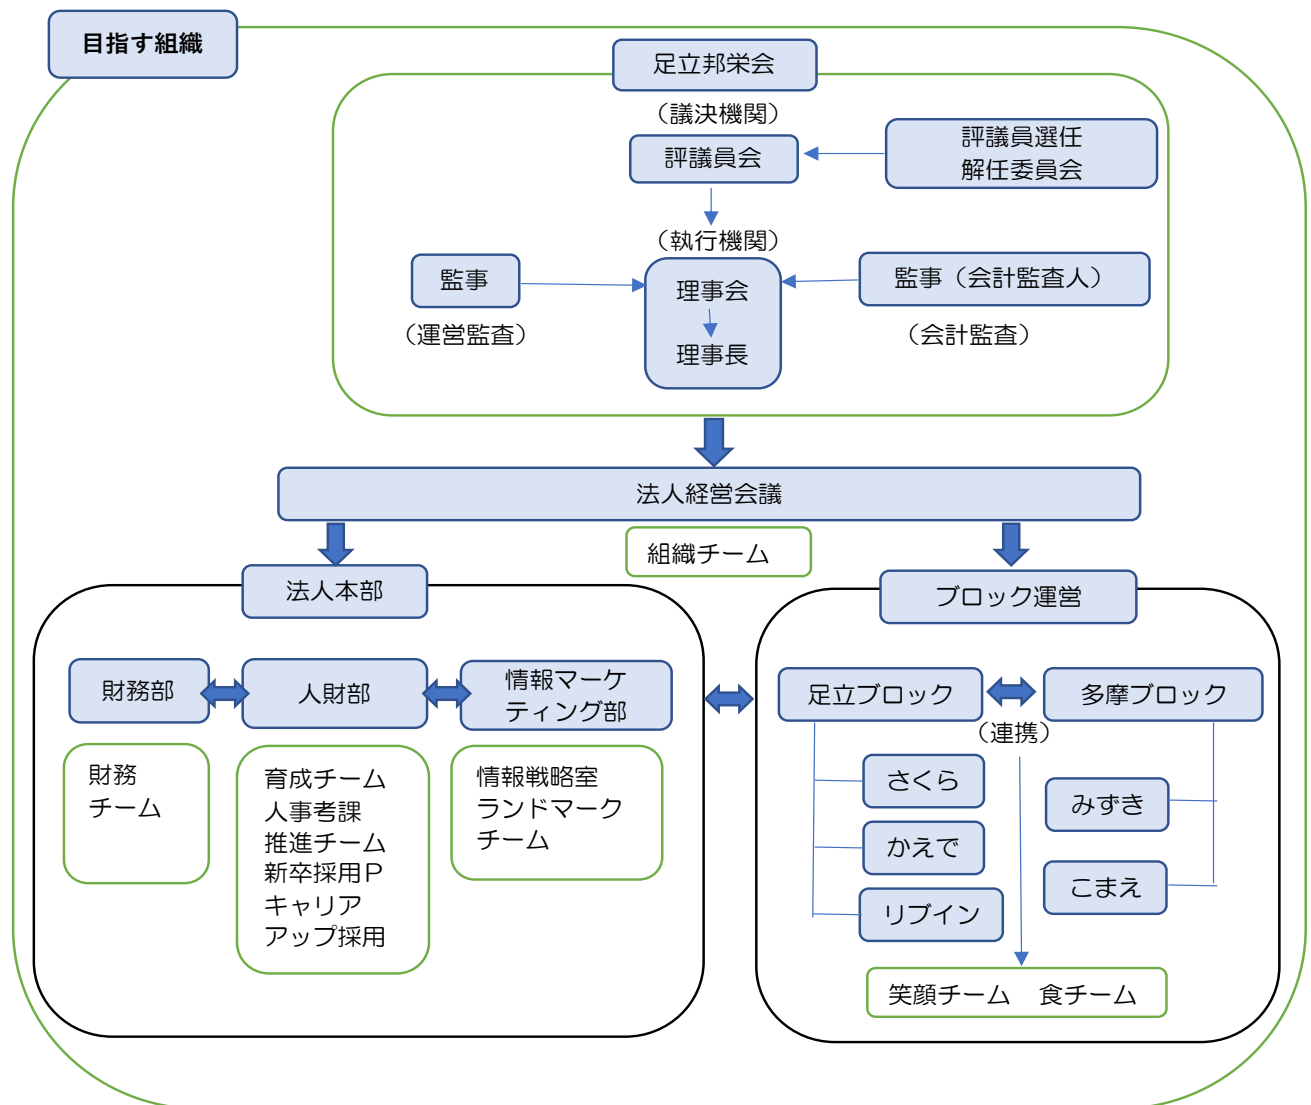 目指す組織
足立邦栄会
（議決機関）
評議員会
評議員選任
解任委員会
（執行機関）
監事
（運営監査）
理事会
理事長
監事（会計監査人）
（会計監査）
法人経営会議
組織チーム
法人本部
財務部
人財部
情報マーケ
ティング部
財務
チーム
育成チーム
人事考課
推進チーム
新卒採用Ｐ
キャリア
アップ採用
情報戦略室
ランドマーク
チーム
ブロック運営
足立ブロック
多摩ブロック
（連携）
さくら
かえで
リブイン
みずき
こまえ
笑顔チーム　食チーム